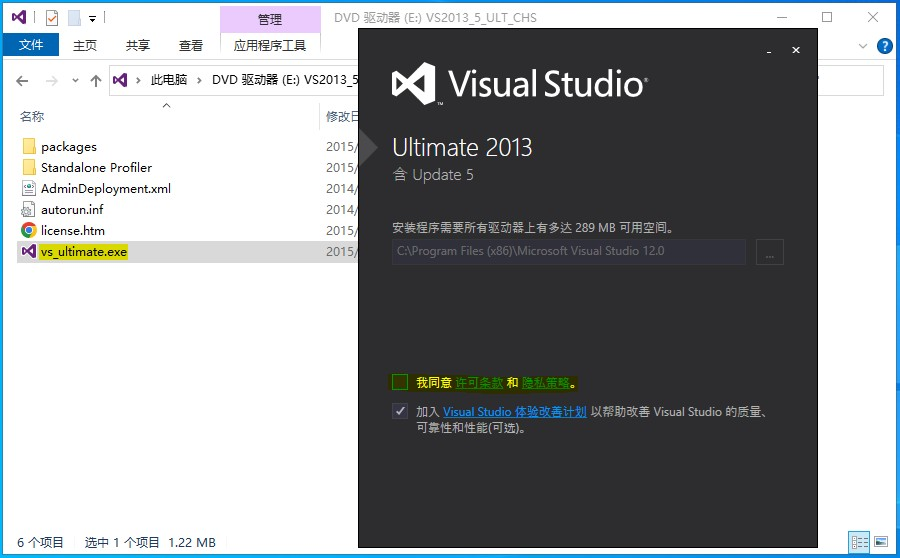 管理
DVD 驱动器 (E:) VS2013_5_ULT_CHS
文件
主页
共享
查看
应用程序工具
此电脑
DVD 驱动器 (E:) VS2013_5
名称
修改日
packages
2015/
Standalone Profiler
2015/
AdminDeployment.xml
2014/
autorun.inf
2014/
license.htm
2015/
vs_ultimate.exe
2015/
Visual Studio®
™
Ultimate 2013
含 Update 5
安装程序需要所有驱动器上有多达 289 MB 可用空间。
C:\Program Files (x86)\Microsoft Visual Studio 12.0
...
我同意 许可条款 和 隐私策略。
加入 Visual Studio 体验改善计划 以帮助改善 Visual Studio 的质量、
可靠性和性能(可选)。
6 个项目
选中 1 个项目 1.22 MB